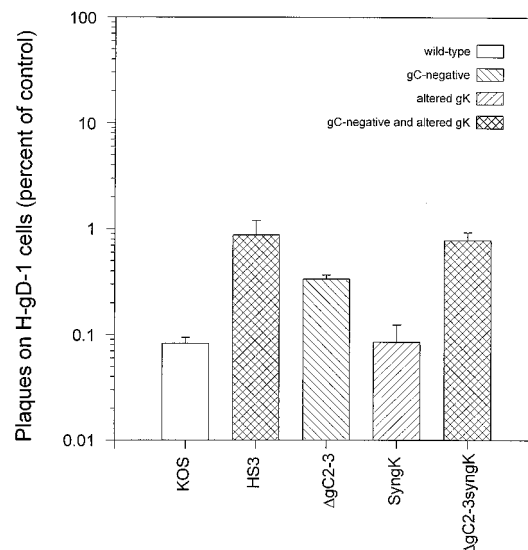 Plaques on H-gD-1 cells (percent of control)
100
10
1
0.1
0.01
wild-type
gC-negative
altered gK
gC-negative and altered gK
KOS
HS3
ΔgC2-3
SyngK
ΔgC2-3syngK